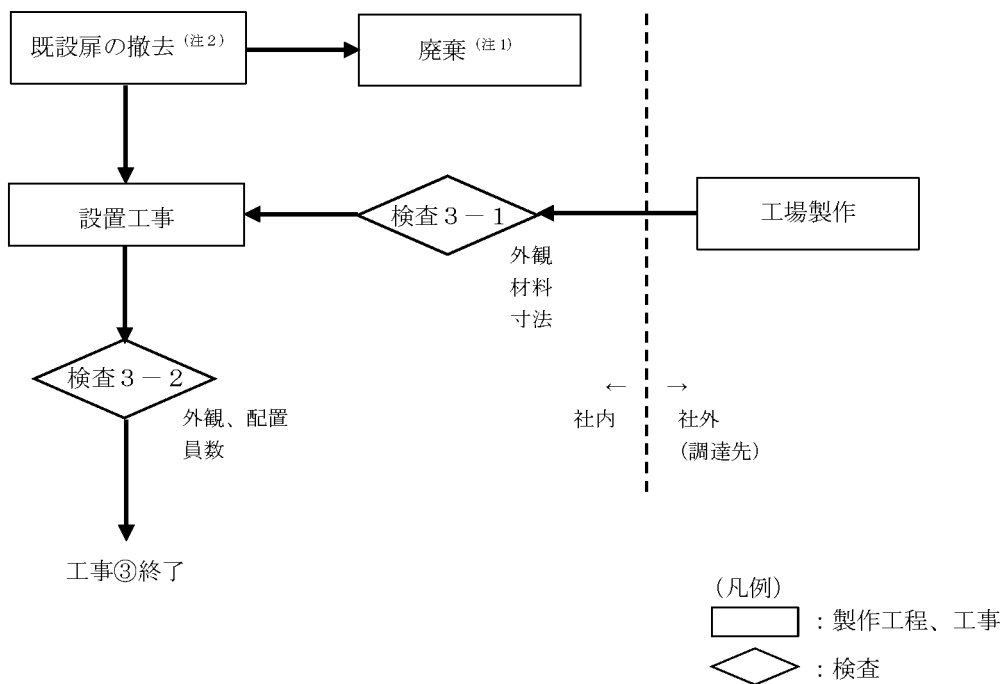 既設扉の撤去(注2)
廃棄(注1)
設置工事
検査3-1
工場製作
外観
材料
寸法
検査3-2
外観、配置
員数
←
→
社内
社外
(調達先)
工事③終了
(凡例)
:製作工程、工事
:検査